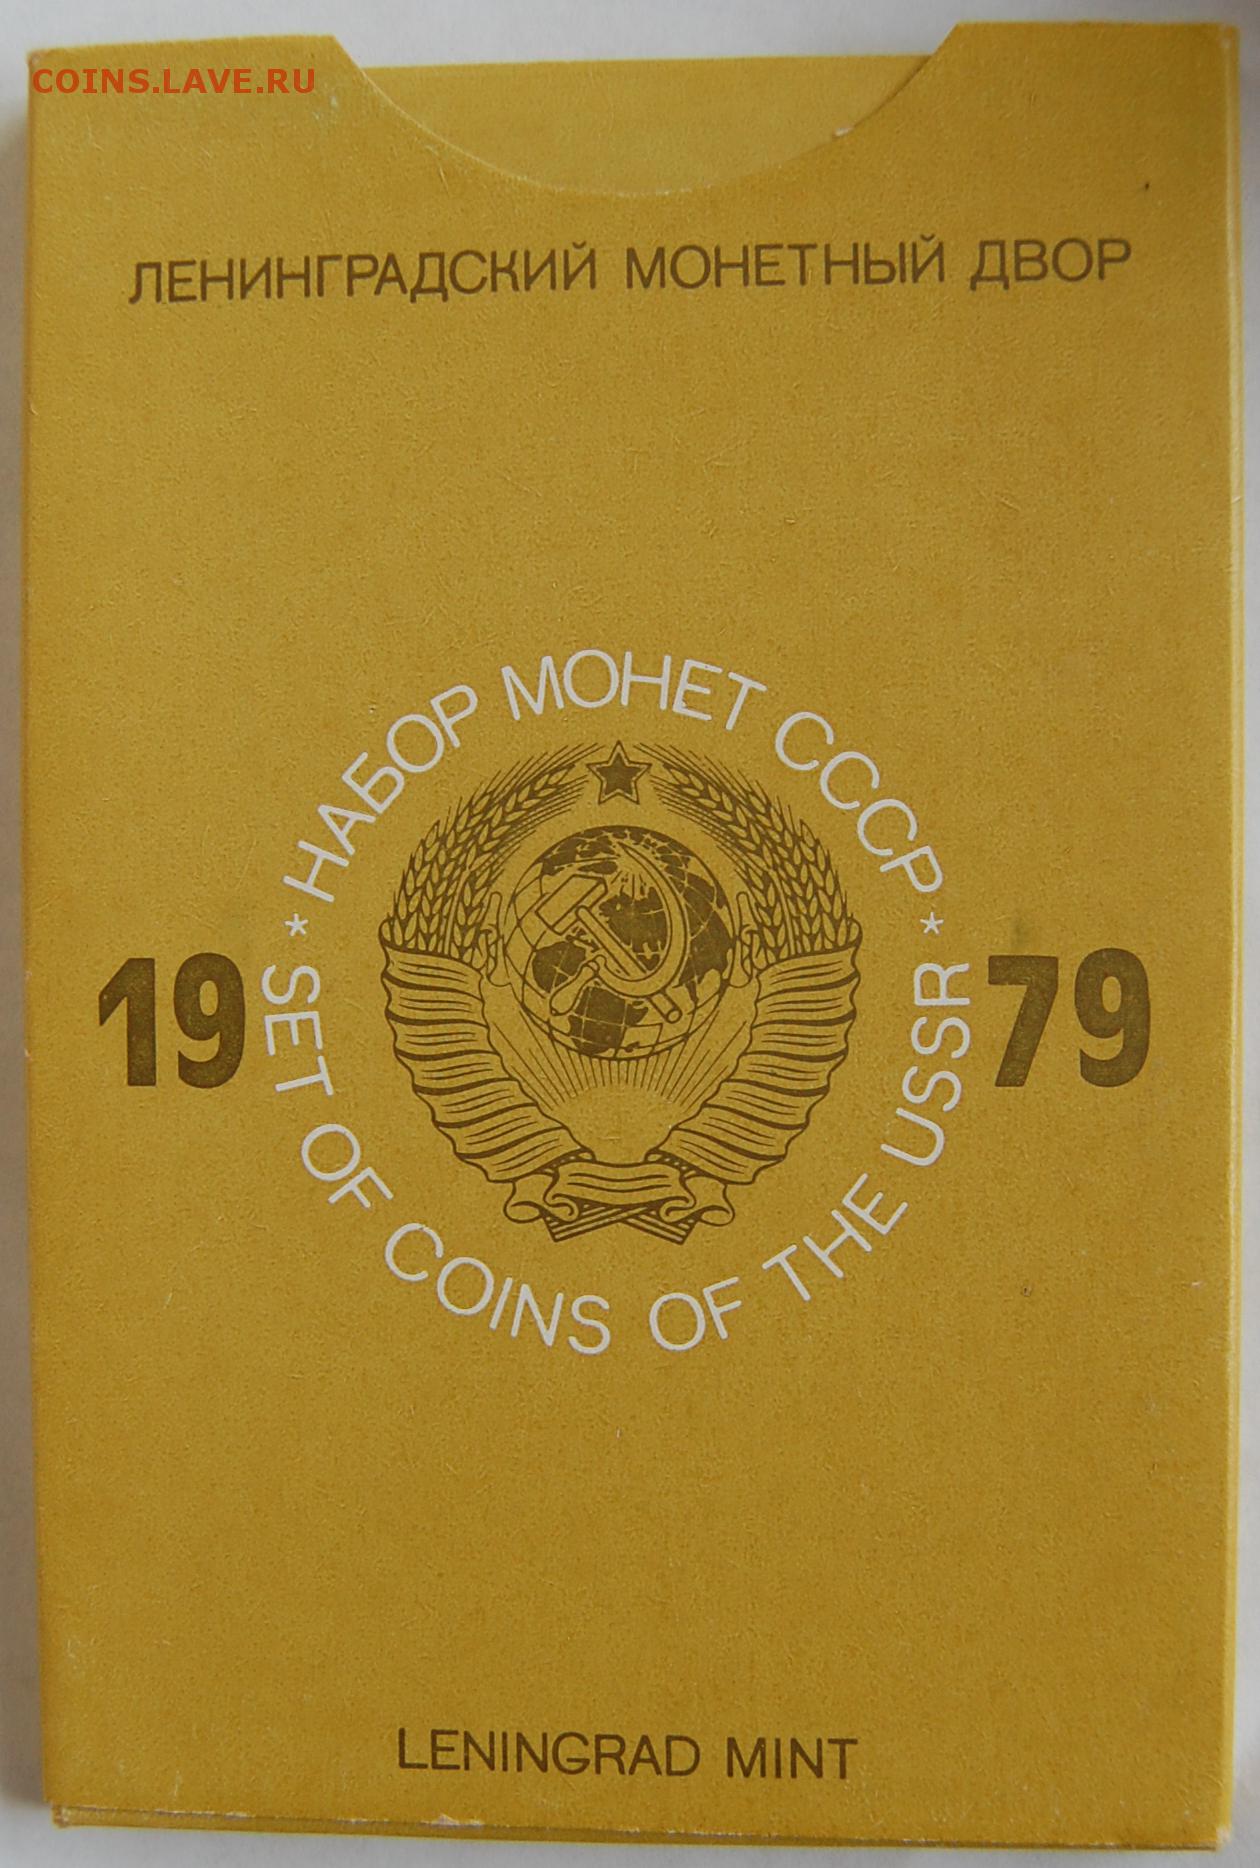 COINS.LAVE.RU
ЛЕНИНГРАДСКИЙ МОНЕТНЫЙ ДВОР
* НАБОР МОНЕТ СССР *
19 79
SET OF COINS OF THE USSR
LENINGRAD MINT